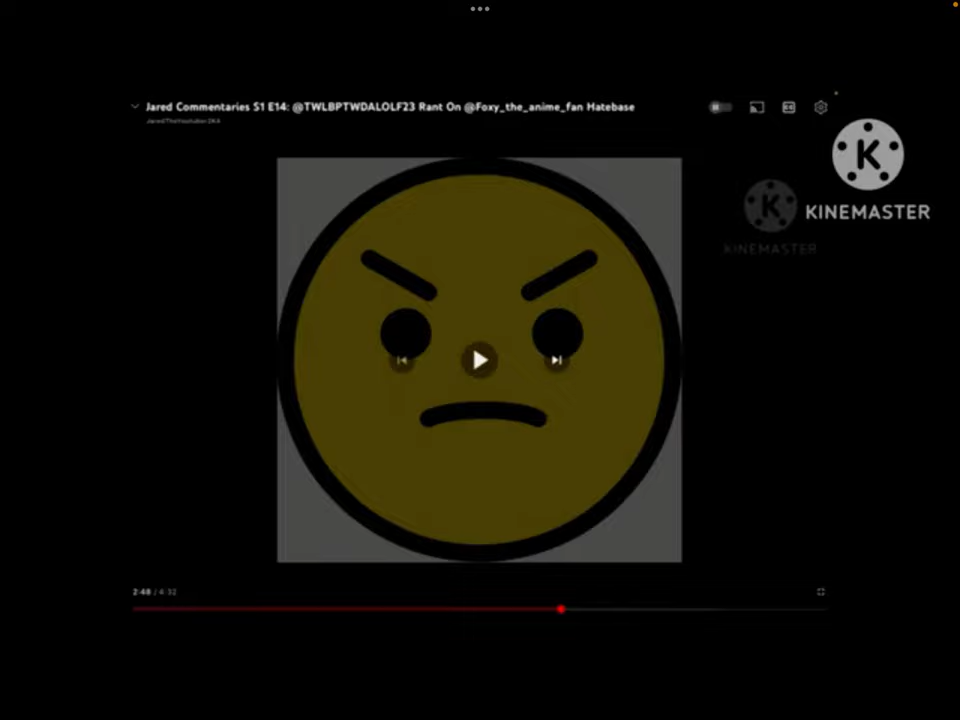 Jared Commentaries S1 E14: @TWLBPTWDALOLF23 Rant On @Foxy_the_anime_fan Hatebase
K
KINEMASTER
K
KINEMASTER
2:48 / 4:32